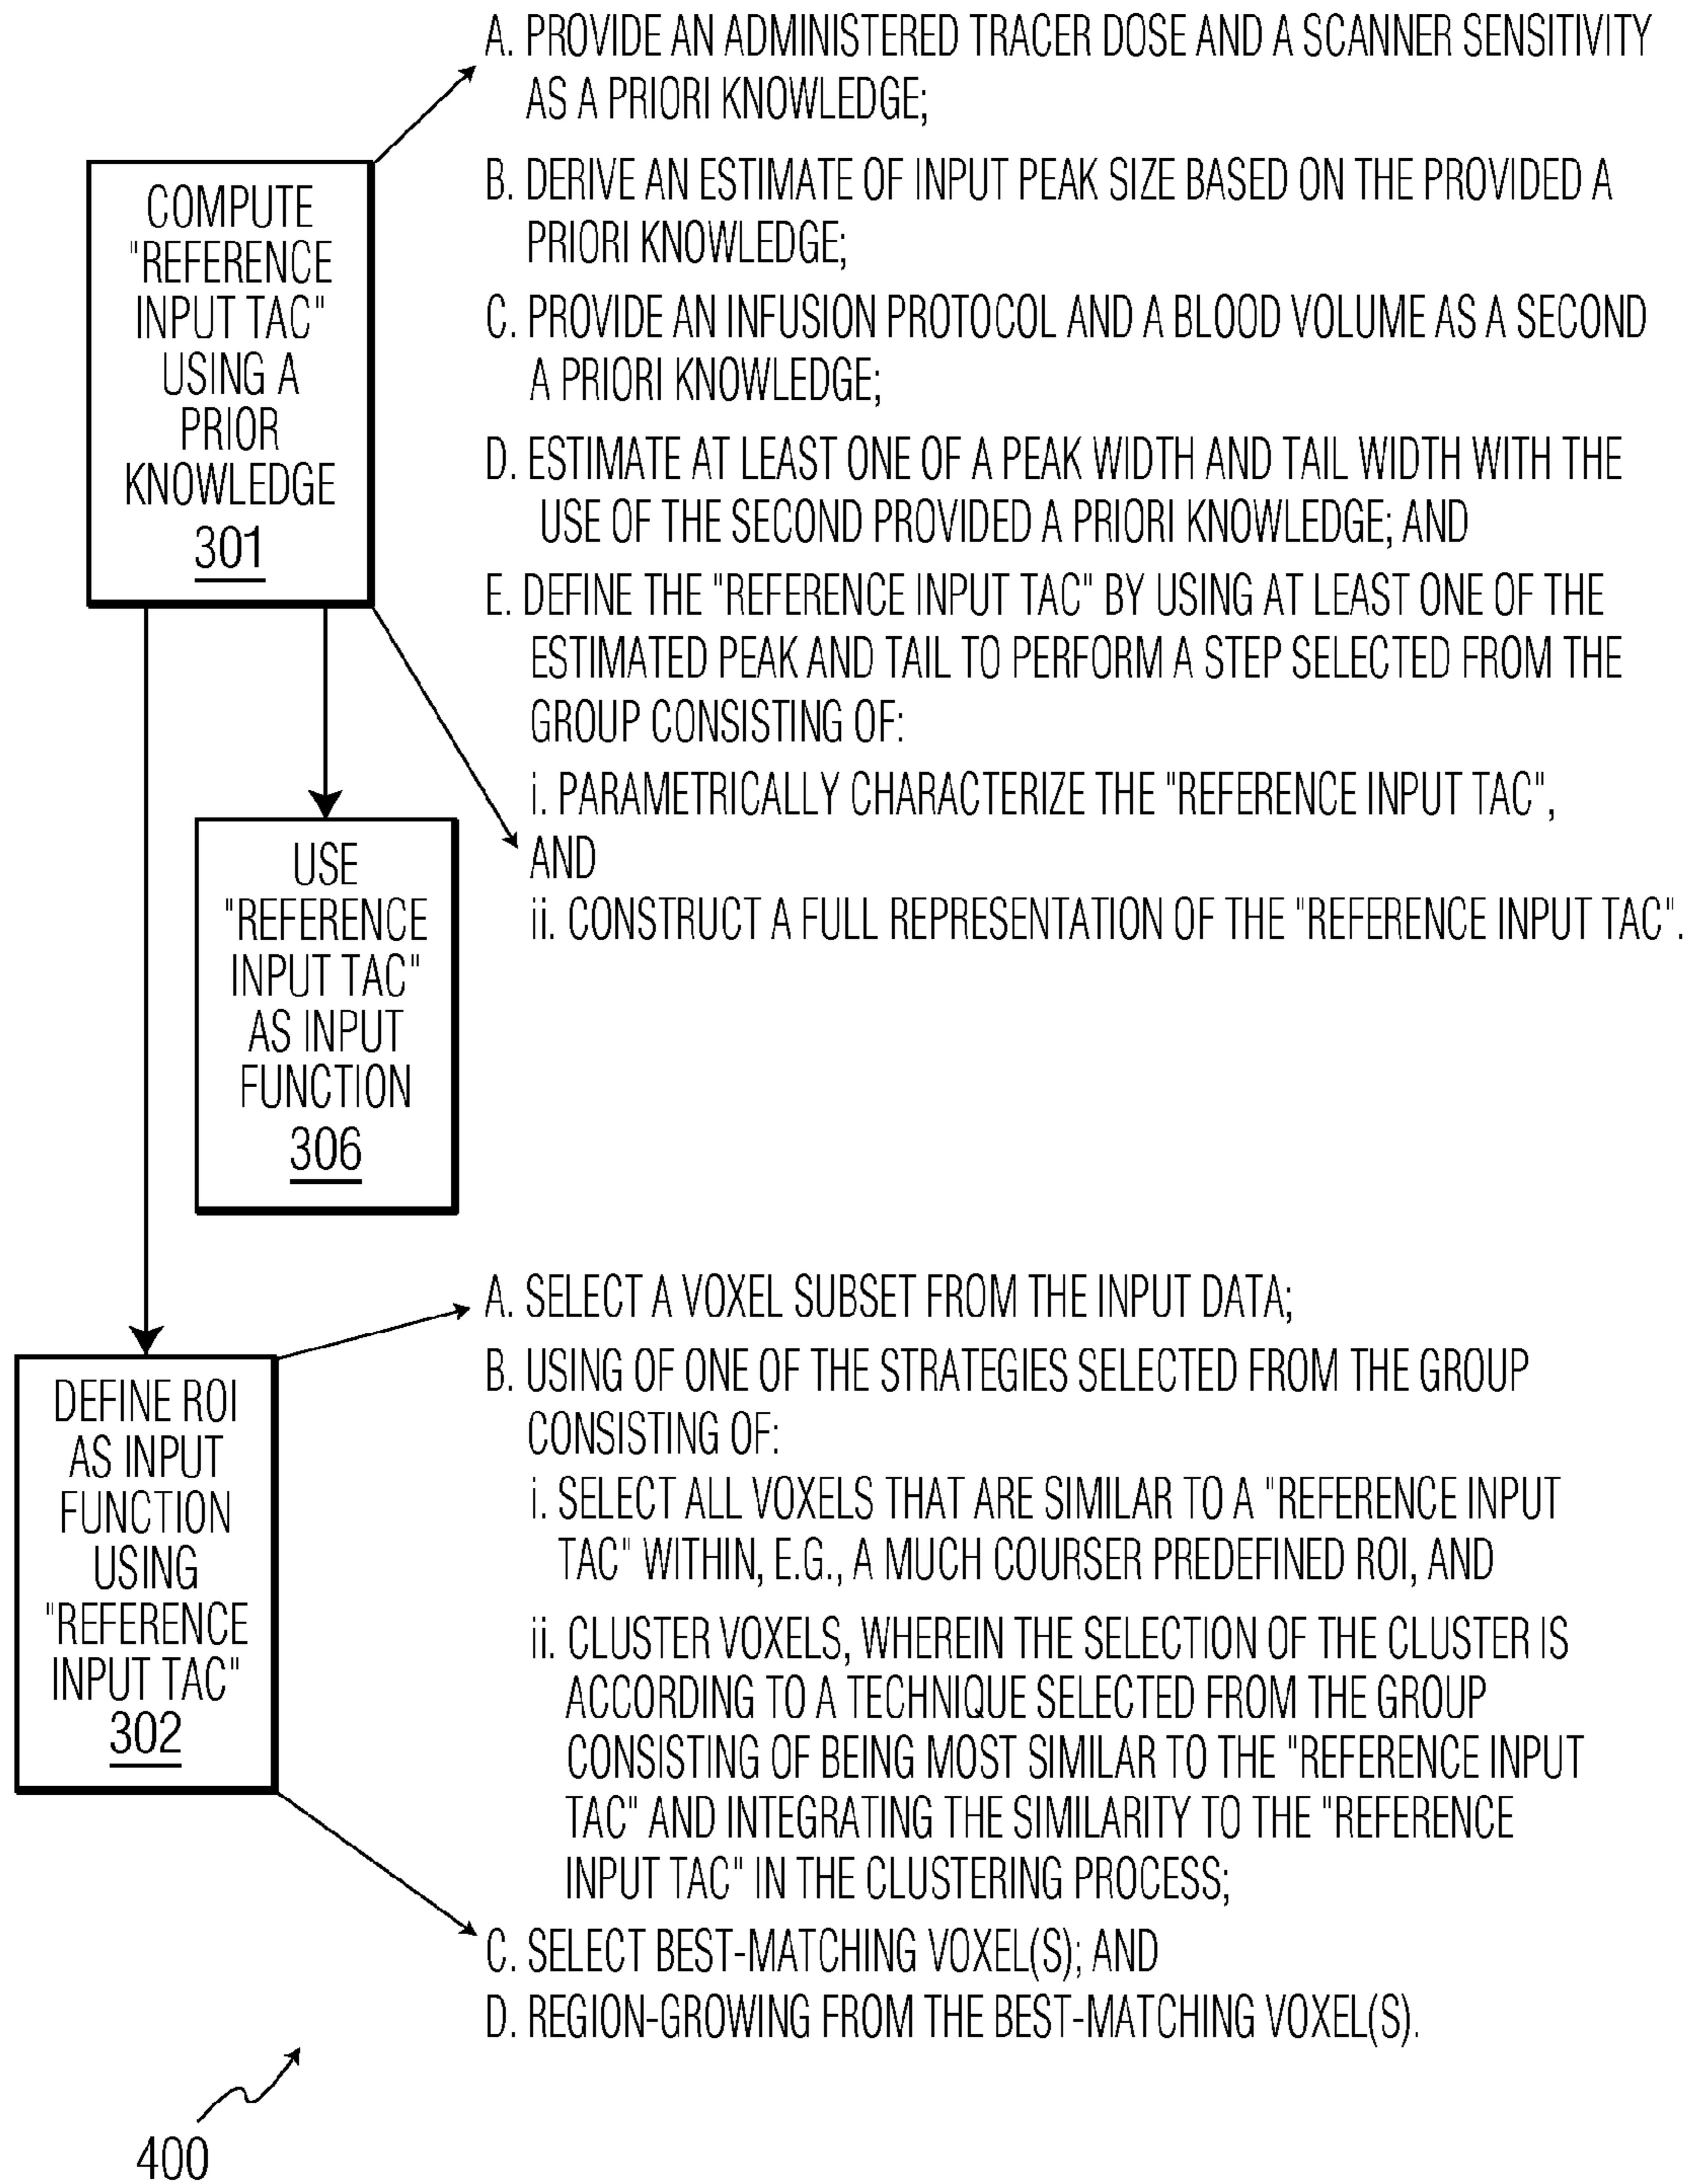 COMPUTE
"REFERENCE
INPUT TAC"
USING A
PRIOR
KNOWLEDGE
301
A. PROVIDE AN ADMINISTERED TRACER DOSE AND A SCANNER SENSITIVITY
AS A PRIORI KNOWLEDGE;
B. DERIVE AN ESTIMATE OF INPUT PEAK SIZE BASED ON THE PROVIDED A
PRIORI KNOWLEDGE;
C. PROVIDE AN INFUSION PROTOCOL AND A BLOOD VOLUME AS A SECOND
A PRIORI KNOWLEDGE;
D. ESTIMATE AT LEAST ONE OF A PEAK WIDTH AND TAIL WIDTH WITH THE
USE OF THE SECOND PROVIDED A PRIORI KNOWLEDGE; AND
E. DEFINE THE "REFERENCE INPUT TAC" BY USING AT LEAST ONE OF THE
ESTIMATED PEAK AND TAIL TO PERFORM A STEP SELECTED FROM THE
GROUP CONSISTING OF:
i. PARAMETRICALLY CHARACTERIZE THE "REFERENCE INPUT TAC",
AND
ii. CONSTRUCT A FULL REPRESENTATION OF THE "REFERENCE INPUT TAC".
USE
"REFERENCE
INPUT TAC"
AS INPUT
FUNCTION
306
DEFINE ROI
AS INPUT
FUNCTION
USING
"REFERENCE
INPUT TAC"
302
A. SELECT A VOXEL SUBSET FROM THE INPUT DATA;
B. USING OF ONE OF THE STRATEGIES SELECTED FROM THE GROUP
CONSISTING OF:
i. SELECT ALL VOXELS THAT ARE SIMILAR TO A "REFERENCE INPUT
TAC" WITHIN, E.G., A MUCH COURSER PREDEFINED ROI, AND
ii. CLUSTER VOXELS, WHEREIN THE SELECTION OF THE CLUSTER IS
ACCORDING TO A TECHNIQUE SELECTED FROM THE GROUP
CONSISTING OF BEING MOST SIMILAR TO THE "REFERENCE INPUT
TAC" AND INTEGRATING THE SIMILARITY TO THE "REFERENCE
INPUT TAC" IN THE CLUSTERING PROCESS;
C. SELECT BEST-MATCHING VOXEL(S); AND
D. REGION-GROWING FROM THE BEST-MATCHING VOXEL(S).
400